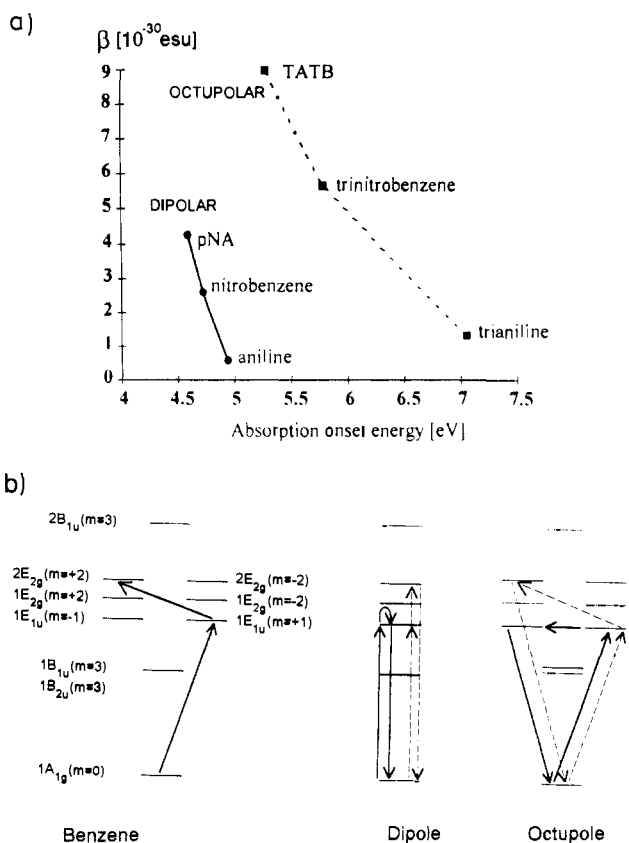 a)
β [10⁻³⁰esu]
9
8
7
6
5
4
3
2
1
0
TATB
OCTUPOLAR
trinitrobenzene
DIPOLAR
pNA
nitrobenzene
aniline
trianiline
4 4.5 5 5.5 6 6.5 7 7.5
Absorption onset energy [eV]
b)
2B₁ᵤ(m=3)
2E₂g(m=+2) 2E₂g(m=-2)
1E₂g(m=+2) 1E₂g(m=-2)
1E₁ᵤ(m=-1) 1E₁ᵤ(m=+1)
1B₁ᵤ(m=3)
1B₂ᵤ(m=3)
1A₁g(m=0)
Benzene Dipole Octupole